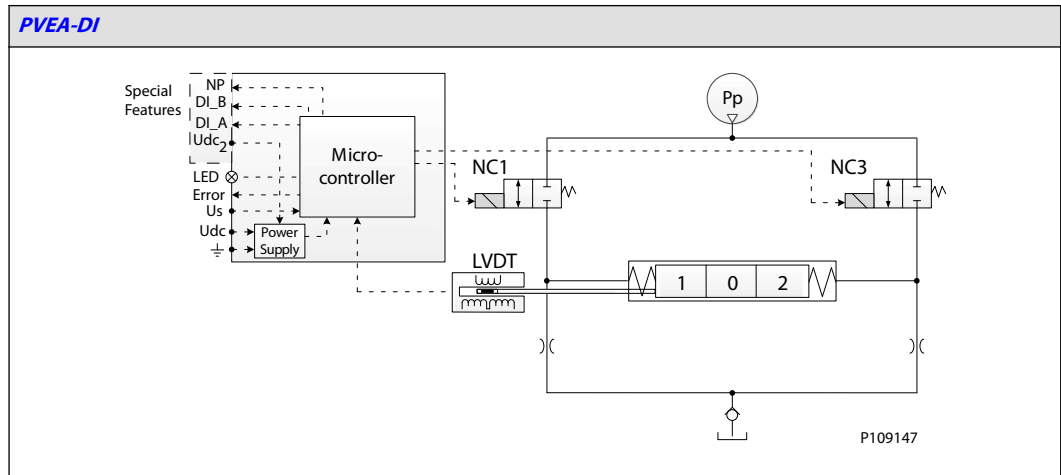 PVEA-DI
Special
Features
NP
DI_B
DI_A
Udc2
LED
Error
Us
Udc
Micro-
controller
Power
Supply
NC1
Pp
NC3
LVDT
1 0 2
P109147